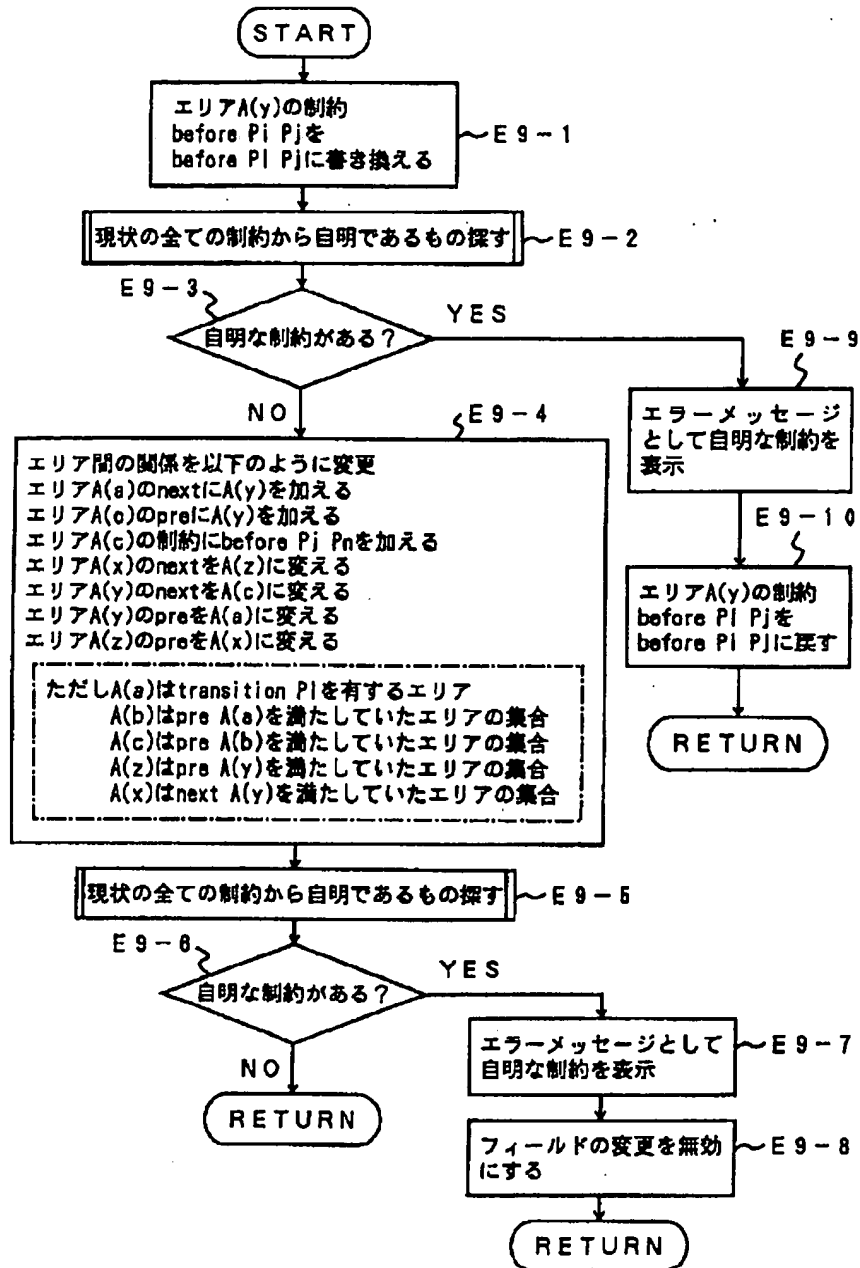 START
エリアA(y)の制約
before Pi Pjを
before Pl Pjに書き換える
~E9-1
現状の全ての制約から自明であるもの探す
~E9-2
E9-3
自明な制約がある?
YES
NO
E9-9
エラーメッセージ
として自明な制約を
表示
E9-4
エリア間の関係を以下のように変更
エリアA(a)のnextにA(y)を加える
エリアA(c)のpreにA(y)を加える
エリアA(c)の制約にbefore Pj Pnを加える
エリアA(x)のnextをA(z)に変える
エリアA(y)のnextをA(c)に変える
エリアA(y)のpreをA(a)に変える
エリアA(z)のpreをA(x)に変える
ただしA(a)はtransition Plを有するエリア
A(b)はpre A(a)を満たしていたエリアの集合
A(c)はpre A(b)を満たしていたエリアの集合
A(z)はpre A(y)を満たしていたエリアの集合
A(x)はnext A(y)を満たしていたエリアの集合
E9-10
エリアA(y)の制約
before Pl Pjを
before Pi Pjに戻す
RETURN
現状の全ての制約から自明であるもの探す
~E9-5
E9-6
自明な制約がある?
YES
NO
RETURN
エラーメッセージとして
自明な制約を表示
~E9-7
フィールドの変更を無効
にする
~E9-8
RETURN